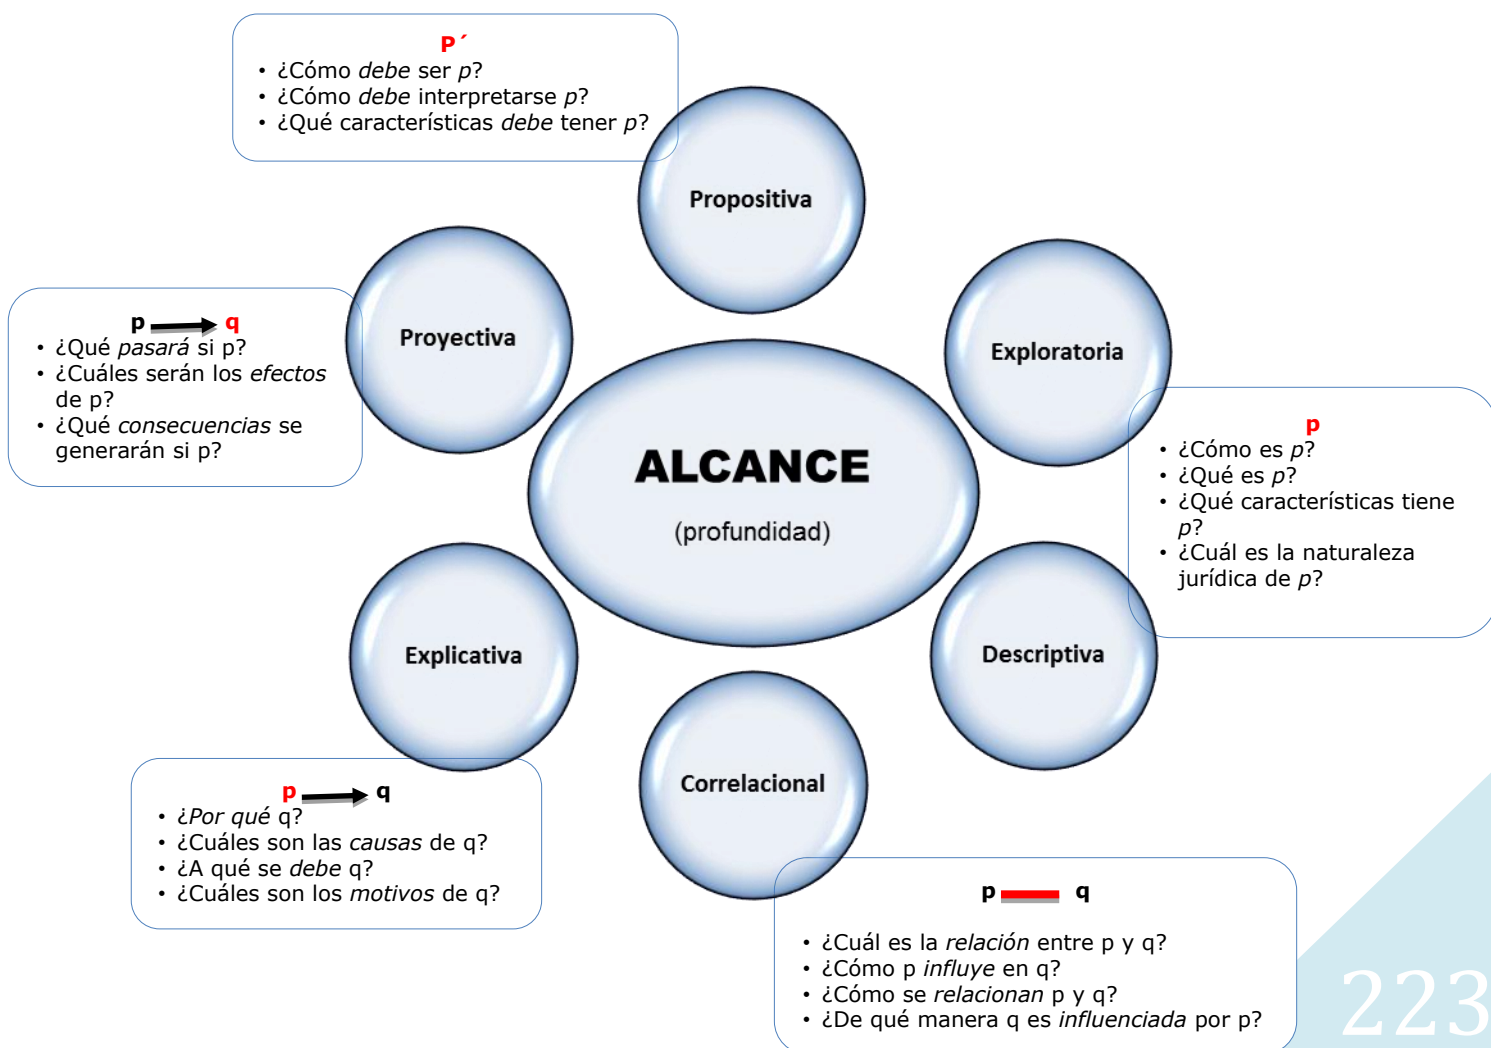 P´
• ¿Cómo debe ser p?
• ¿Cómo debe interpretarse p?
• ¿Qué característícas debe tener p?
Propositiva
Proyectiva
p q
• ¿Qué pasará si p?
• ¿Cuáles serán los efectos
de p?
• ¿Qué consecuencias se
generarán si p?
Exploratoria
p
• ¿Cómo es p?
• ¿Qué es p?
• ¿Qué característícas tiene
p?
• ¿Cuál es la naturaleza
jurídica de p?
ALCANCE
(profundidad)
Explicativa
Descriptiva
p q
• ¿Por qué q?
• ¿Cuáles son las causas de q?
• ¿A qué se debe q?
• ¿Cuáles son los motivos de q?
Correlacional
p q
• ¿Cuál es la relación entre p y q?
• ¿Cómo p influye en q?
• ¿Cómo se relacionan p y q?
• ¿De qué manera q es influenciada por p?
223